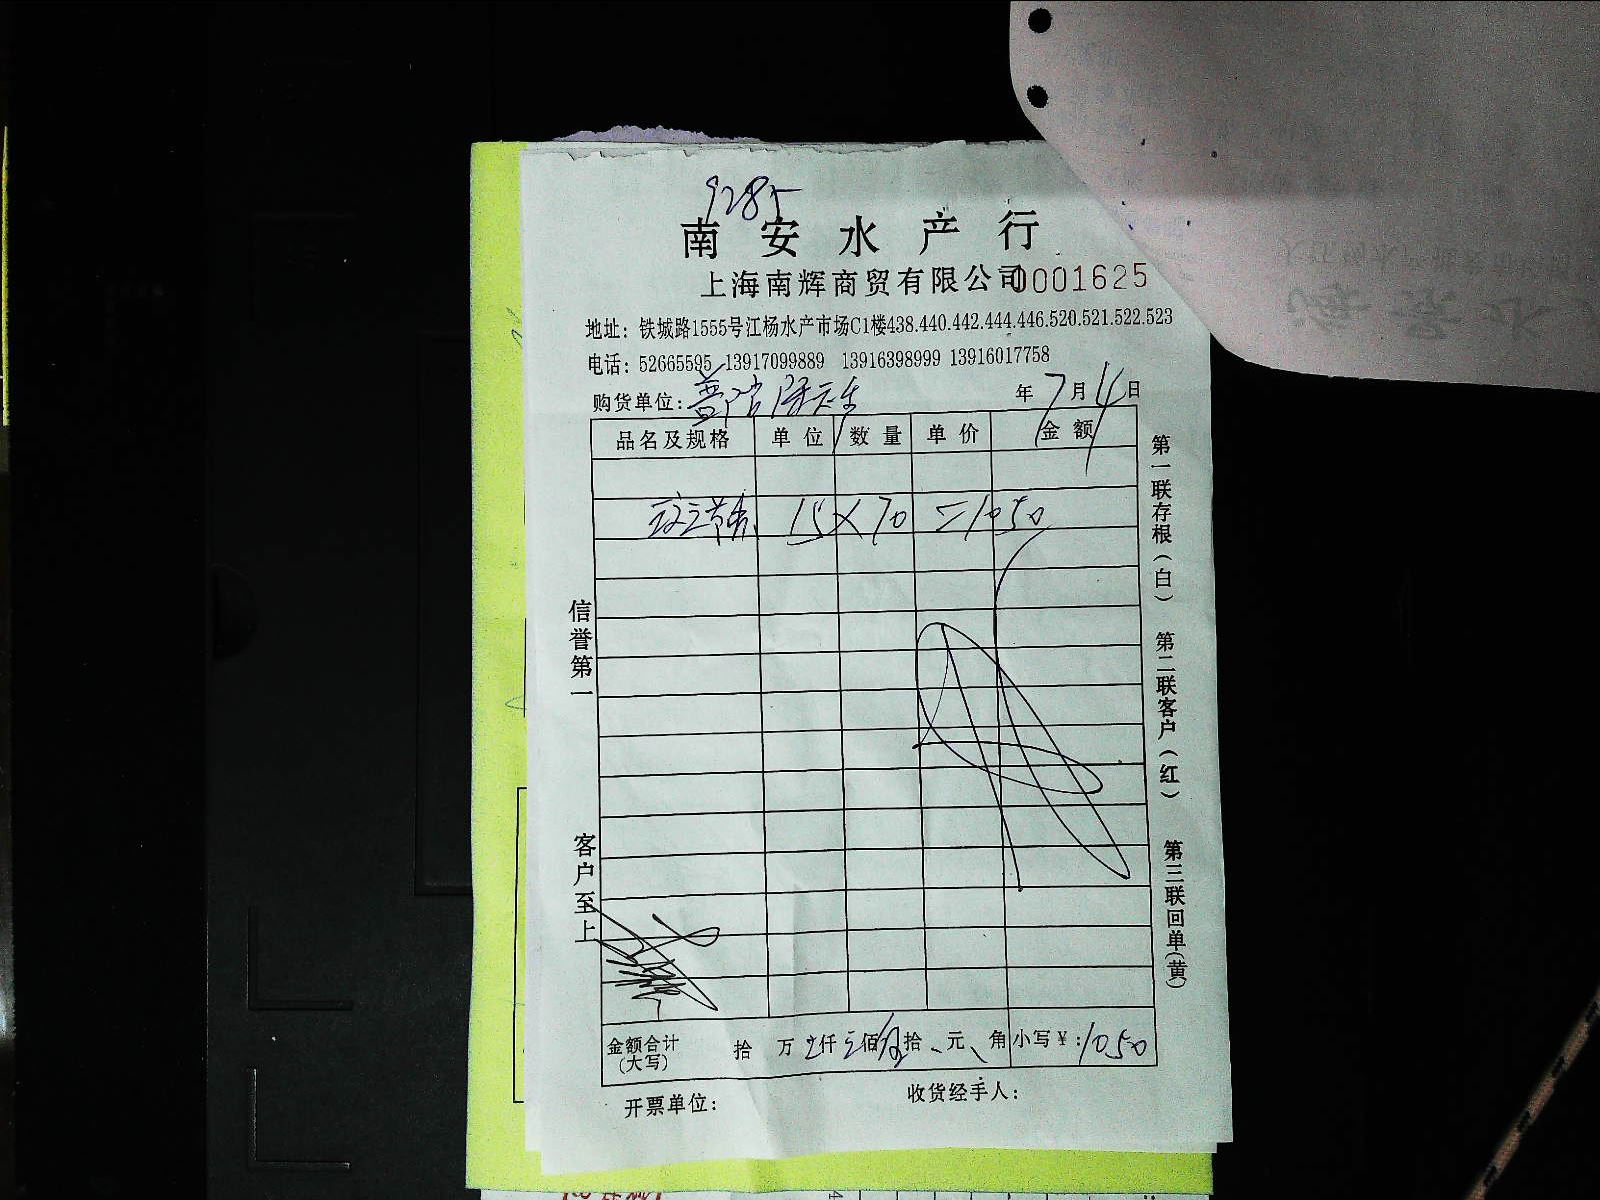 9285
南安水产行
上海南辉商贸有限公司 0001625
地址：铁城路1555号江杨水产市场C1楼438.440.442.444.446.520.521.522.523
电话：52665595 13917099889 13916398999 13916017758
购货单位： 年7月4日
品名及规格 单位 数量 单价 金额
15 X 70 =1050
信誉第一
客户至上
第一联存根（白）
第二联客户（红）
第三联回单（黄）
金额合计（大写） 拾 万 仟 佰 拾 元 角 小写￥：1050
开票单位： 收货经手人：